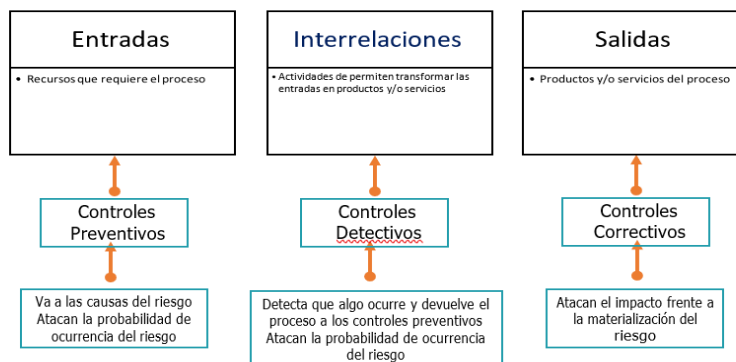 Entradas
• Recursos que requiere el proceso
Interrelaciones
• Actividades de permiten transformar las
entradas en productos y/o servicios
Salidas
• Productos y/o servicios del proceso
Controles
Preventivos
Controles
Detectivos
Controles
Correctivos
Va a las causas del riesgo
Atacan la probabilidad de
ocurrencia del riesgo
Detecta que algo ocurre y devuelve el
proceso a los controles preventivos
Atacan la probabilidad de ocurrencia
del riesgo
Atacan el impacto frente a
la materialización del
riesgo